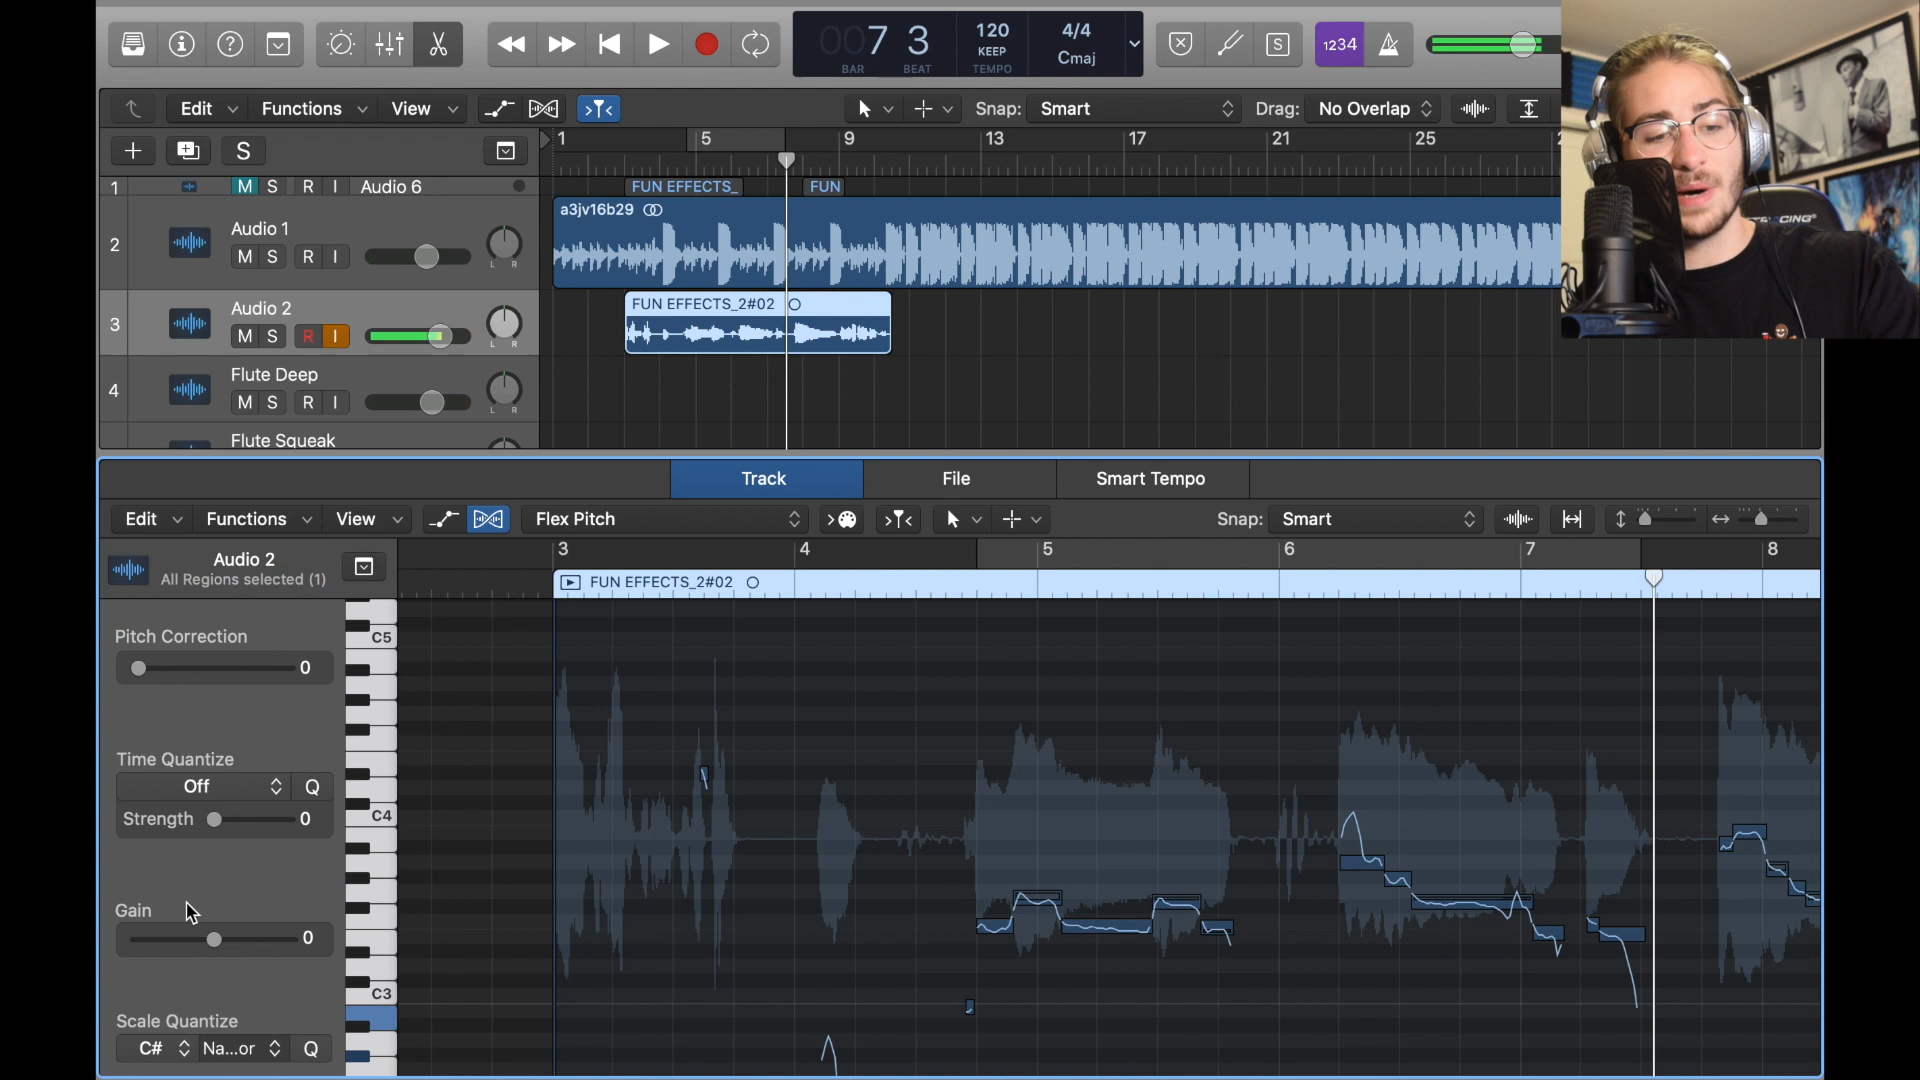 007 3
BAR BEAT
120
KEEP
TEMPO
4/4
Cmaj
S
1234
Edit Functions View
Snap: Smart
Drag: No Overlap
S
1 5 9 13 17 21 25
1 M S R I Audio 6
FUN EFFECTS_ FUN
2
Audio 1
M S R I
L R
a3jv16b29
3
Audio 2
M S R I
L R
FUN EFFECTS_2#02
4
Flute Deep
M S R I
L R
Flute Squeak
Track File Smart Tempo
Edit Functions View
Flex Pitch
Snap: Smart
Audio 2
All Regions selected (1)
3 4 5 6 7 8
FUN EFFECTS_2#02
Pitch Correction
0
C5
Time Quantize
Off Q
Strength 0
C4
Gain
0
C3
Scale Quantize
C# Na...or Q